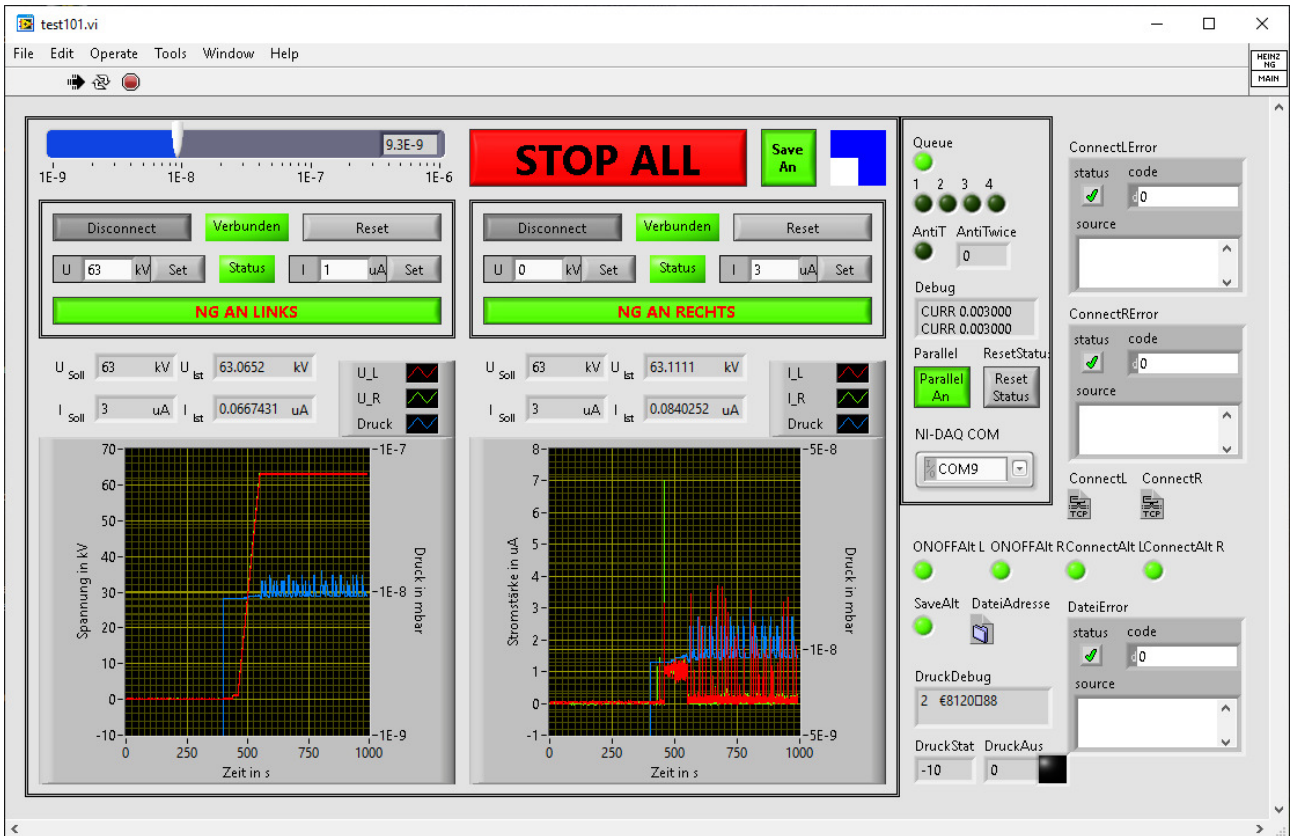 test101.vi
File Edit Operate Tools Window Help
HEINZ
NG
MAIN
9.3E-9
1E-9 1E-8 1E-7 1E-6
STOP ALL
Save
An
Disconnect Verbunden Reset
U 63 kV Set Status I 1 uA Set
NG AN LINKS
Disconnect Verbunden Reset
U 0 kV Set Status I 3 uA Set
NG AN RECHTS
U Soll 63 kV U Ist 63.0652 kV
I Soll 3 uA I Ist 0.0667431 uA
U_L
U_R
Druck
70
60
50
40
30
20
10
0
-10
Spannung in kV
1E-7
1E-8
1E-9
Druck in mbar
0 250 500 750 1000
Zeit in s
U Soll 63 kV U Ist 63.1111 kV
I Soll 3 uA I Ist 0.0840252 uA
I_L
I_R
Druck
8
7
6
5
4
3
2
1
0
-1
Stromstärke in uA
5E-8
1E-8
5E-9
Druck in mbar
0 250 500 750 1000
Zeit in s
Queue
1 2 3 4
AntiT AntiTwice
0
Debug
CURR 0.003000
CURR 0.003000
Parallel ResetStatu:
Parallel
An
Reset
Status
NI-DAQ COM
COM9
ConnectLError
status code
0
source
ConnectRError
status code
0
source
ConnectL ConnectR
TCP TCP
ONOFFAlt L ONOFFAlt R ConnectAlt L ConnectAlt R
SaveAlt DateiAdresse
DateiError
status code
0
source
DruckDebug
2 €8120□88
DruckStat DruckAus
-10 0